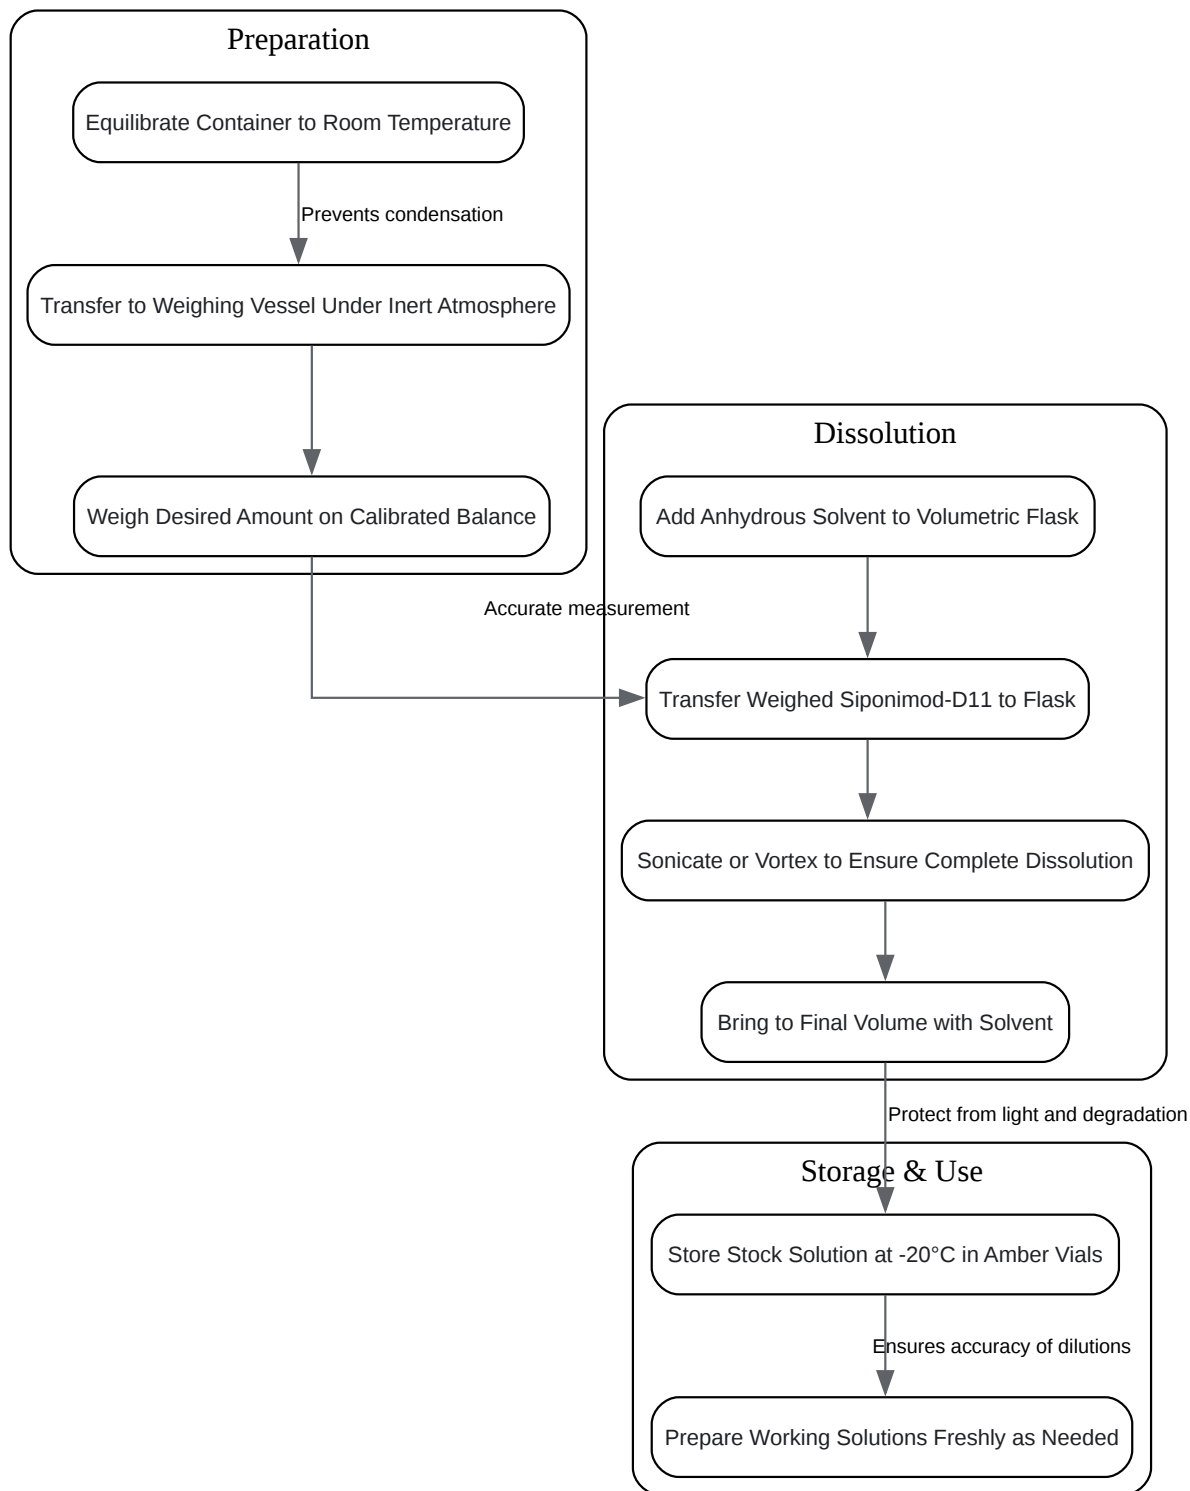 Preparation
Equilibrate Container to Room Temperature
Prevents condensation
Transfer to Weighing Vessel Under Inert Atmosphere
Weigh Desired Amount on Calibrated Balance
Accurate measurement
Dissolution
Add Anhydrous Solvent to Volumetric Flask
Transfer Weighed Siponimod-D11 to Flask
Sonicate or Vortex to Ensure Complete Dissolution
Bring to Final Volume with Solvent
Protect from light and degradation
Storage & Use
Store Stock Solution at -20°C in Amber Vials
Ensures accuracy of dilutions
Prepare Working Solutions Freshly as Needed